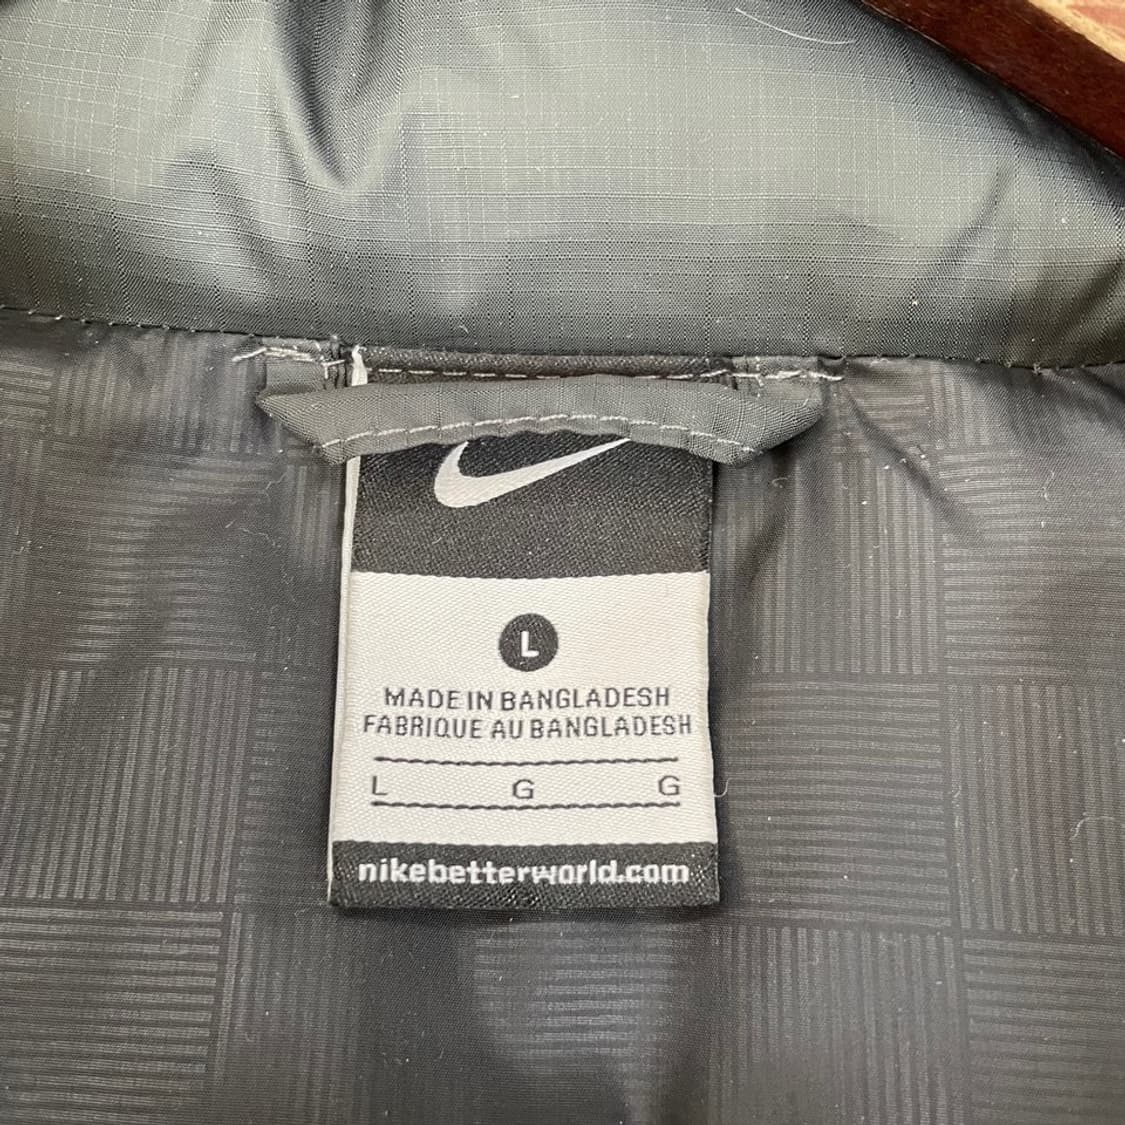 L
MADE IN BANGLADESH
FABRIQUE AU BANGLADESH
L G G
nikebetterworld.com